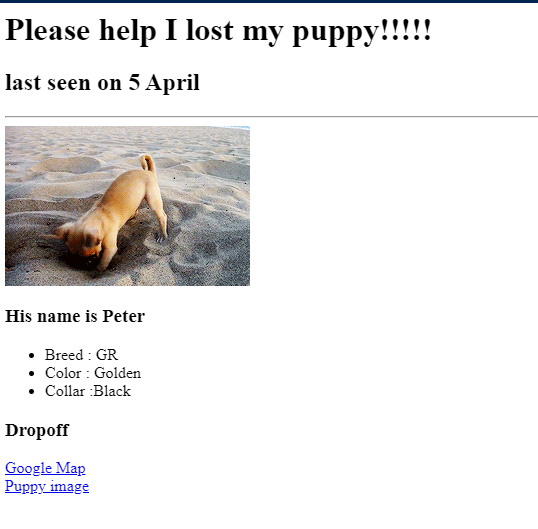 Please help I lost my puppy!!!!!
last seen on 5 April
His name is Peter
Breed : GR
Color : Golden
Collar :Black
Dropoff
Google Map
Puppy image